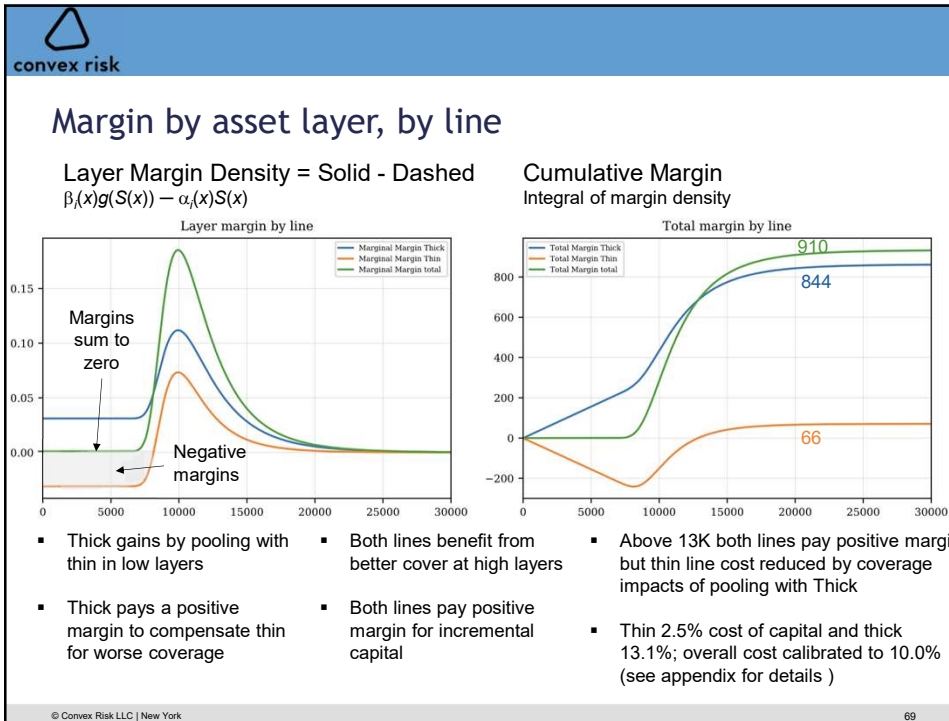 convex risk
Margin by asset layer, by line
Layer Margin Density = Solid - Dashed
βᵢ(x)g(S(x)) – αᵢ(x)S(x)
Layer margin by line
Marginal Margin Thick
Marginal Margin Thin
Marginal Margin total
0.15
0.10
0.05
0.00
Margins
sum to
zero
Negative
margins
0
5000
10000
15000
20000
25000
30000
Cumulative Margin
Integral of margin density
Total margin by line
Total Margin Thick
Total Margin Thin
Total Margin total
910
844
66
800
600
400
200
0
−200
0
5000
10000
15000
20000
25000
30000
▪ Thick gains by pooling with
thin in low layers
▪ Thick pays a positive
margin to compensate thin
for worse coverage
▪ Both lines benefit from
better cover at high layers
▪ Both lines pay positive
margin for incremental
capital
▪ Above 13K both lines pay positive margi
but thin line cost reduced by coverage
impacts of pooling with Thick
▪ Thin 2.5% cost of capital and thick
13.1%; overall cost calibrated to 10.0%
(see appendix for details )
© Convex Risk LLC | New York
69